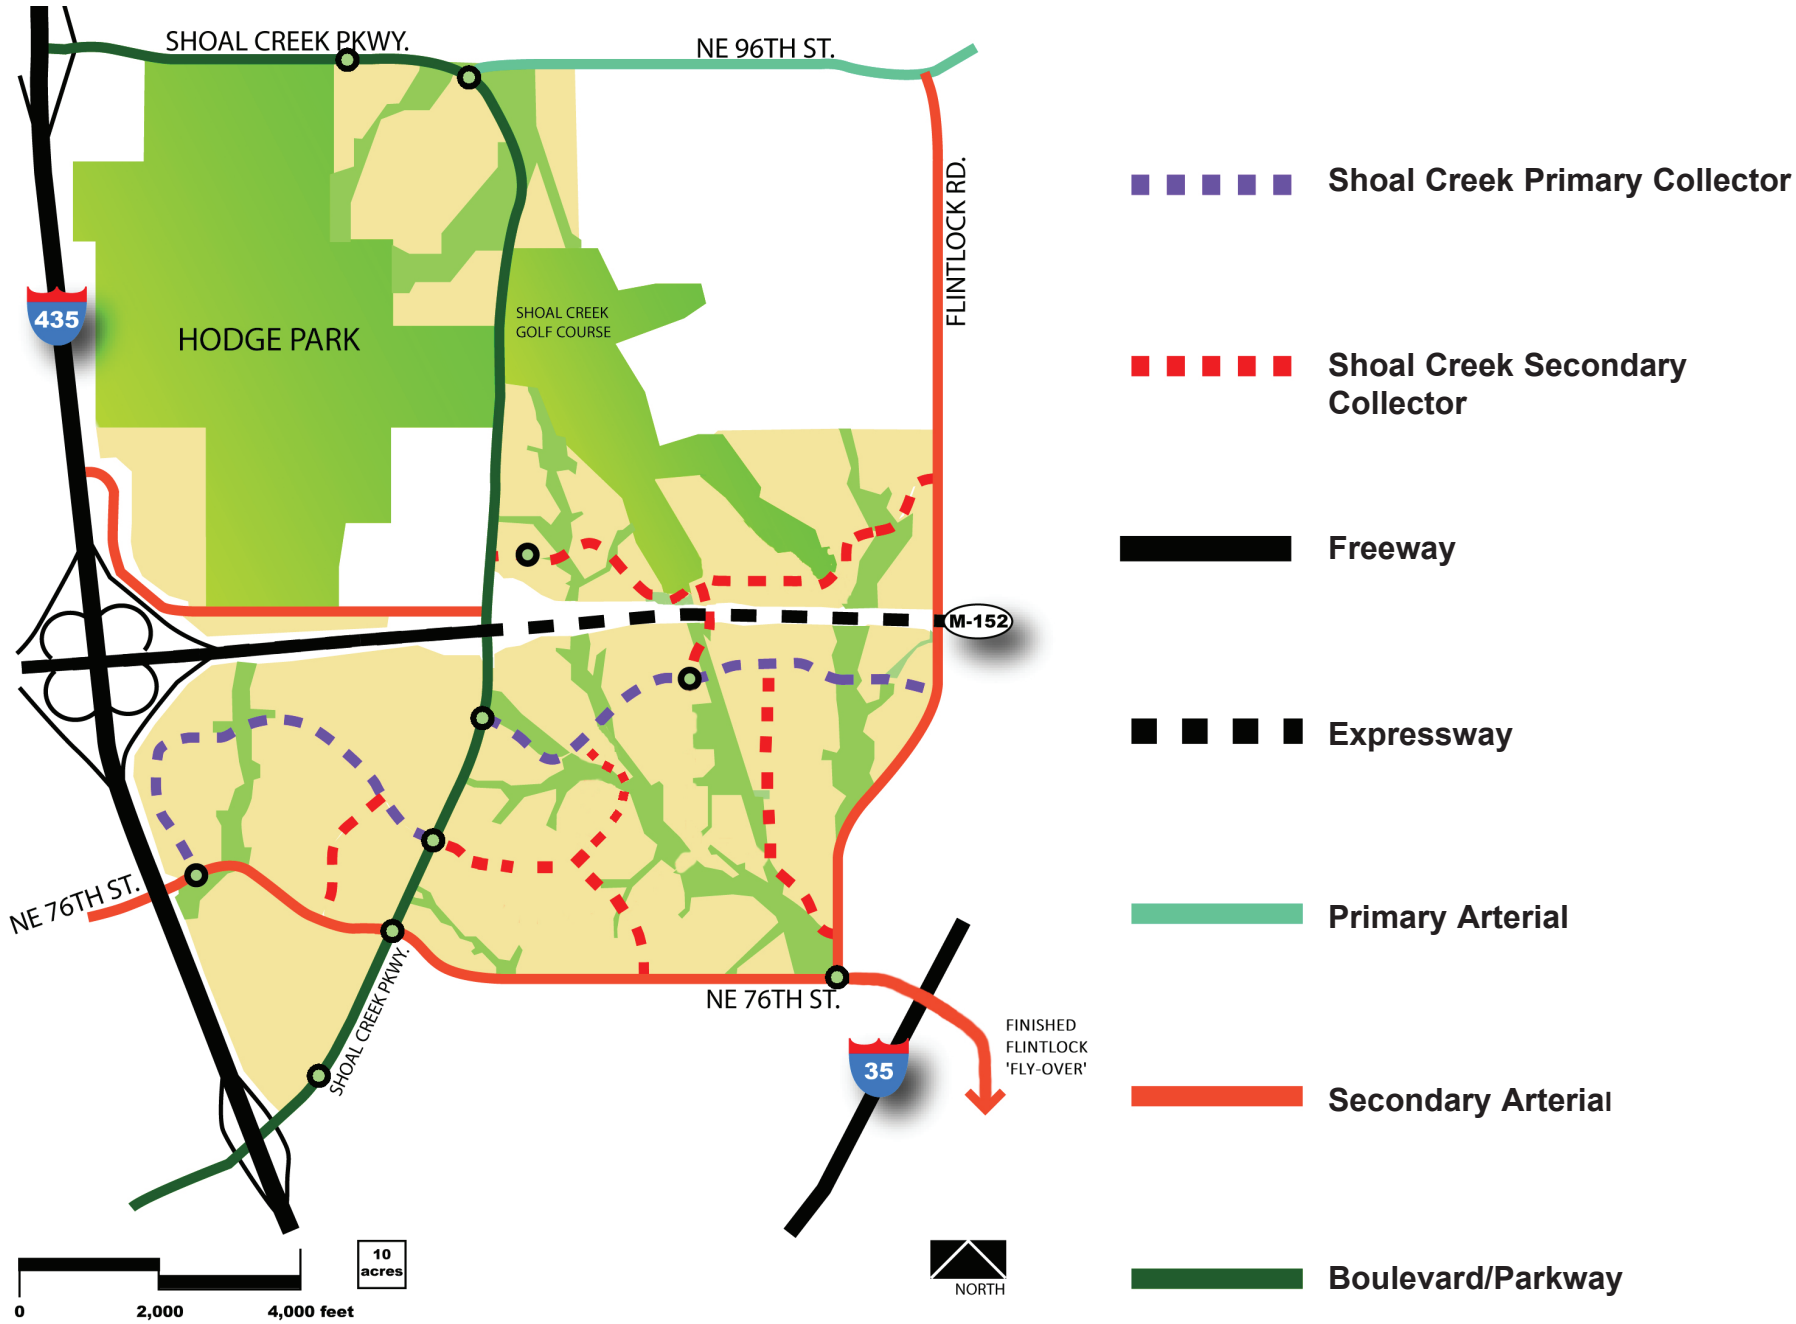 SHOAL CREEK PKWY.
NE 96TH ST.
FLINTLOCK RD.
435
HODGE PARK
SHOAL CREEK
GOLF COURSE
M-152
NE 76TH ST.
SHOAL CREEK PKWY.
NE 76TH ST.
35
FINISHED
FLINTLOCK
'FLY-OVER'
10
acres
0
2,000
4,000 feet
NORTH
Shoal Creek Primary Collector
Shoal Creek Secondary
Collector
Freeway
Expressway
Primary Arterial
Secondary Arterial
Boulevard/Parkway